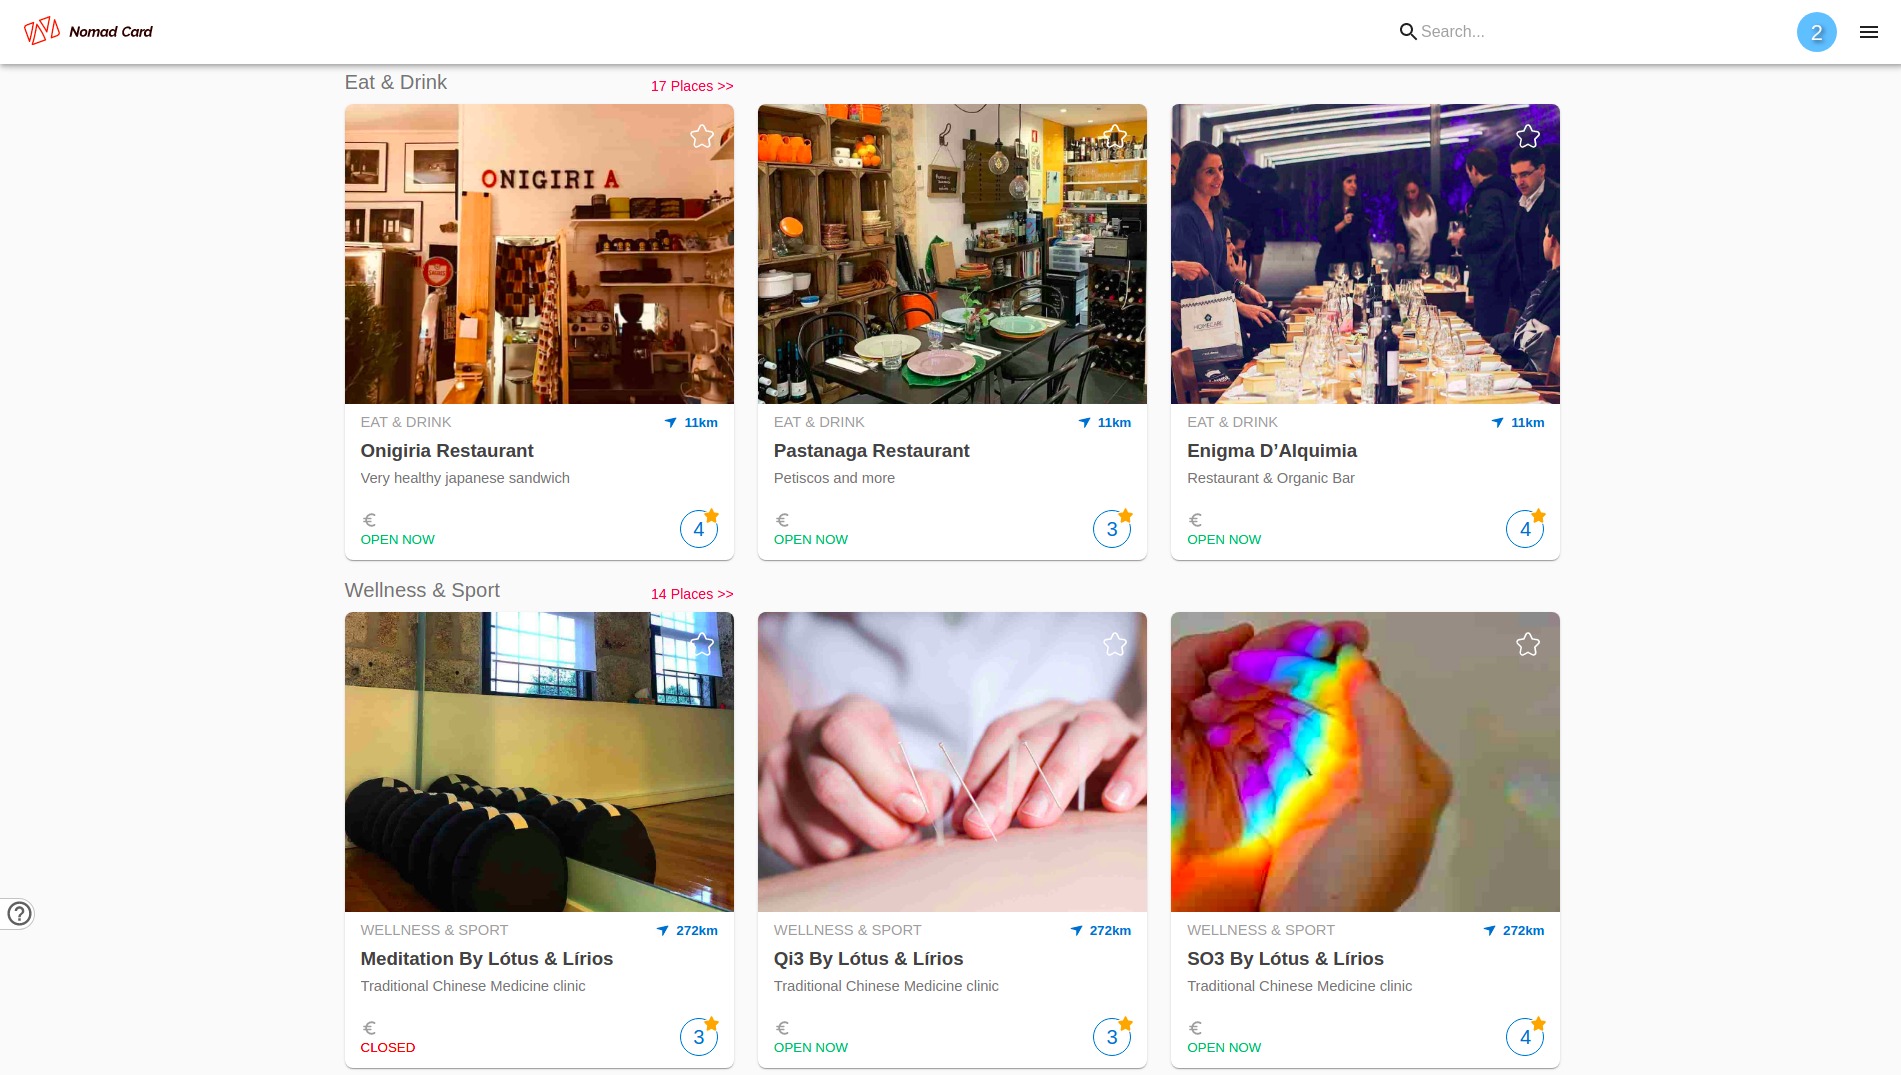 Nomad Card
Search...
2
Eat & Drink
17 Places >>
ONIGIRIA
EAT & DRINK
11km
Onigiria Restaurant
Very healthy japanese sandwich
€
OPEN NOW
4
EAT & DRINK
11km
Pastanaga Restaurant
Petiscos and more
€
OPEN NOW
3
HOMECARE
EAT & DRINK
11km
Enigma D’Alquimia
Restaurant & Organic Bar
€
OPEN NOW
4
Wellness & Sport
14 Places >>
WELLNESS & SPORT
272km
Meditation By Lótus & Lírios
Traditional Chinese Medicine clinic
€
CLOSED
3
WELLNESS & SPORT
272km
Qi3 By Lótus & Lírios
Traditional Chinese Medicine clinic
€
OPEN NOW
3
WELLNESS & SPORT
272km
SO3 By Lótus & Lírios
Traditional Chinese Medicine clinic
€
OPEN NOW
4
?